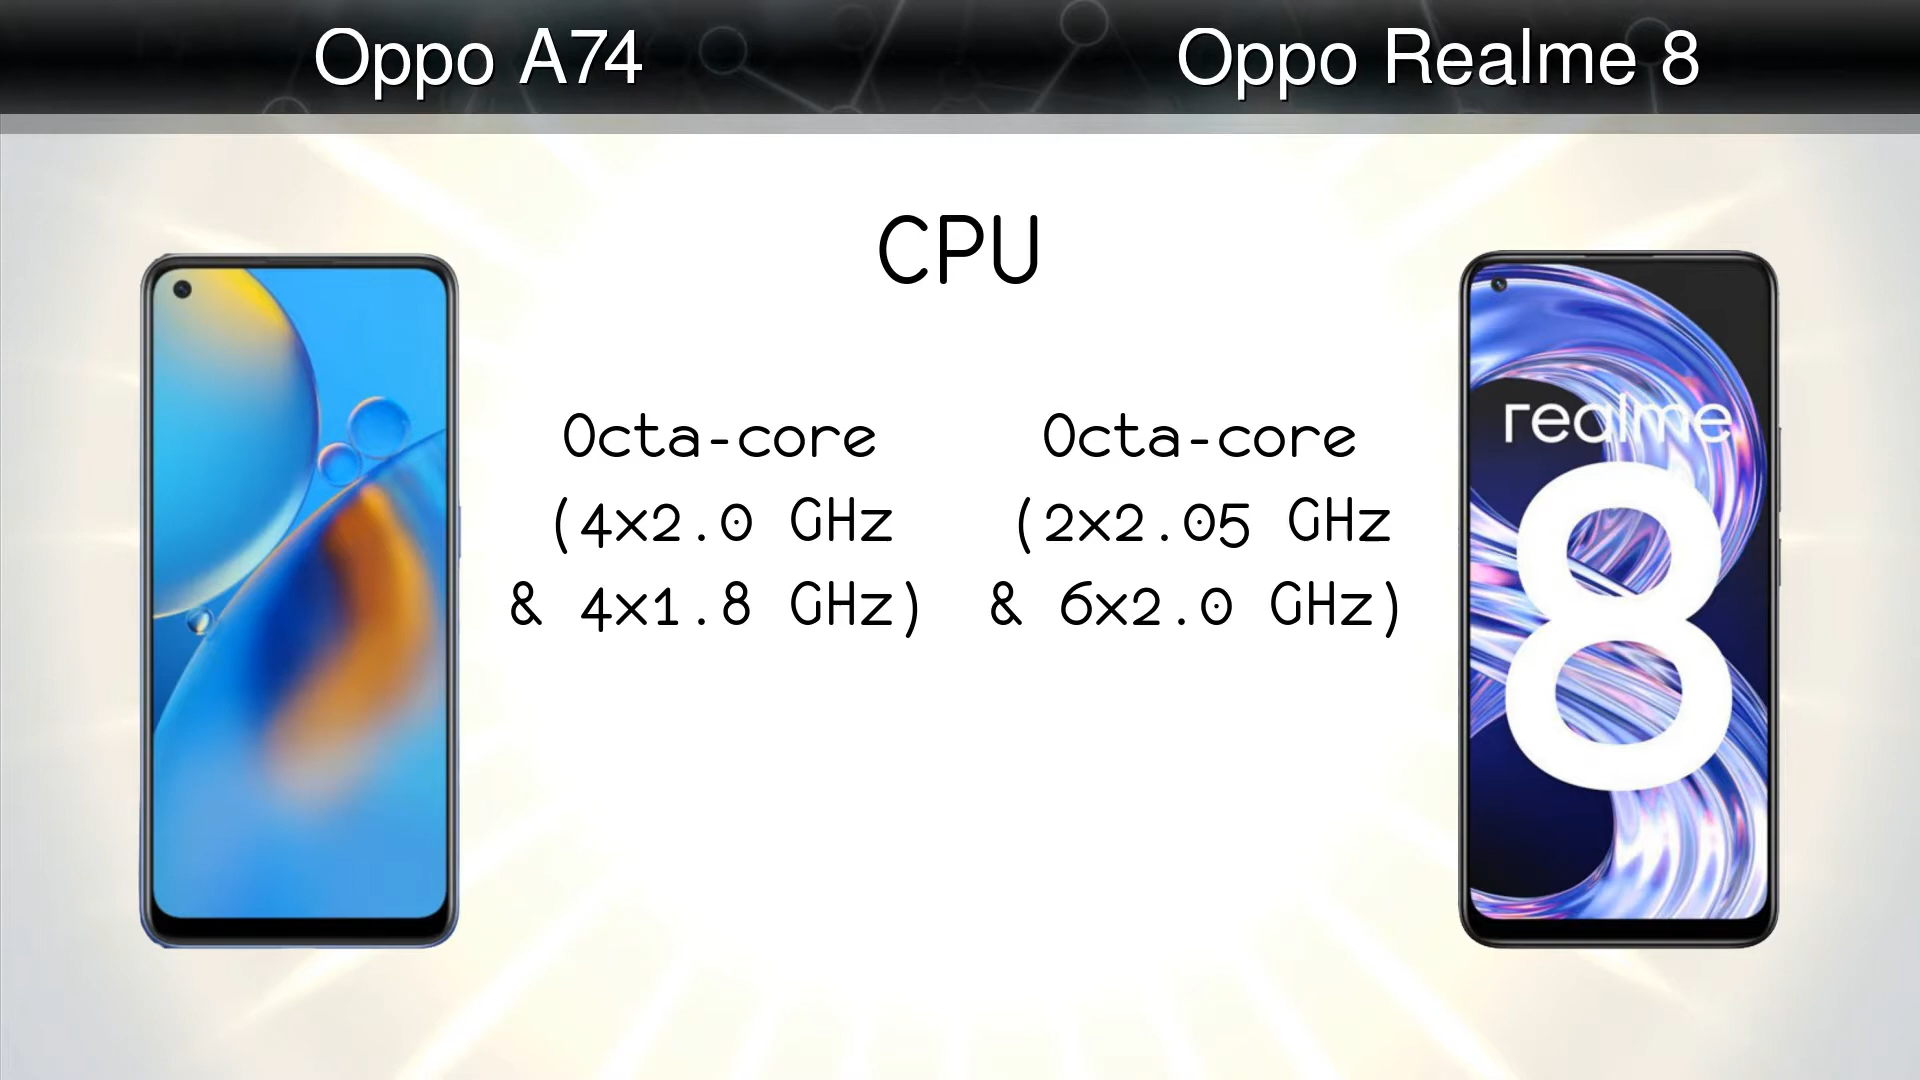 Oppo A74
Oppo Realme 8
CPU
Octa-core
(4x2.0 GHz
& 4x1.8 GHz)
Octa-core
(2x2.05 GHz
& 6x2.0 GHz)
realme
8